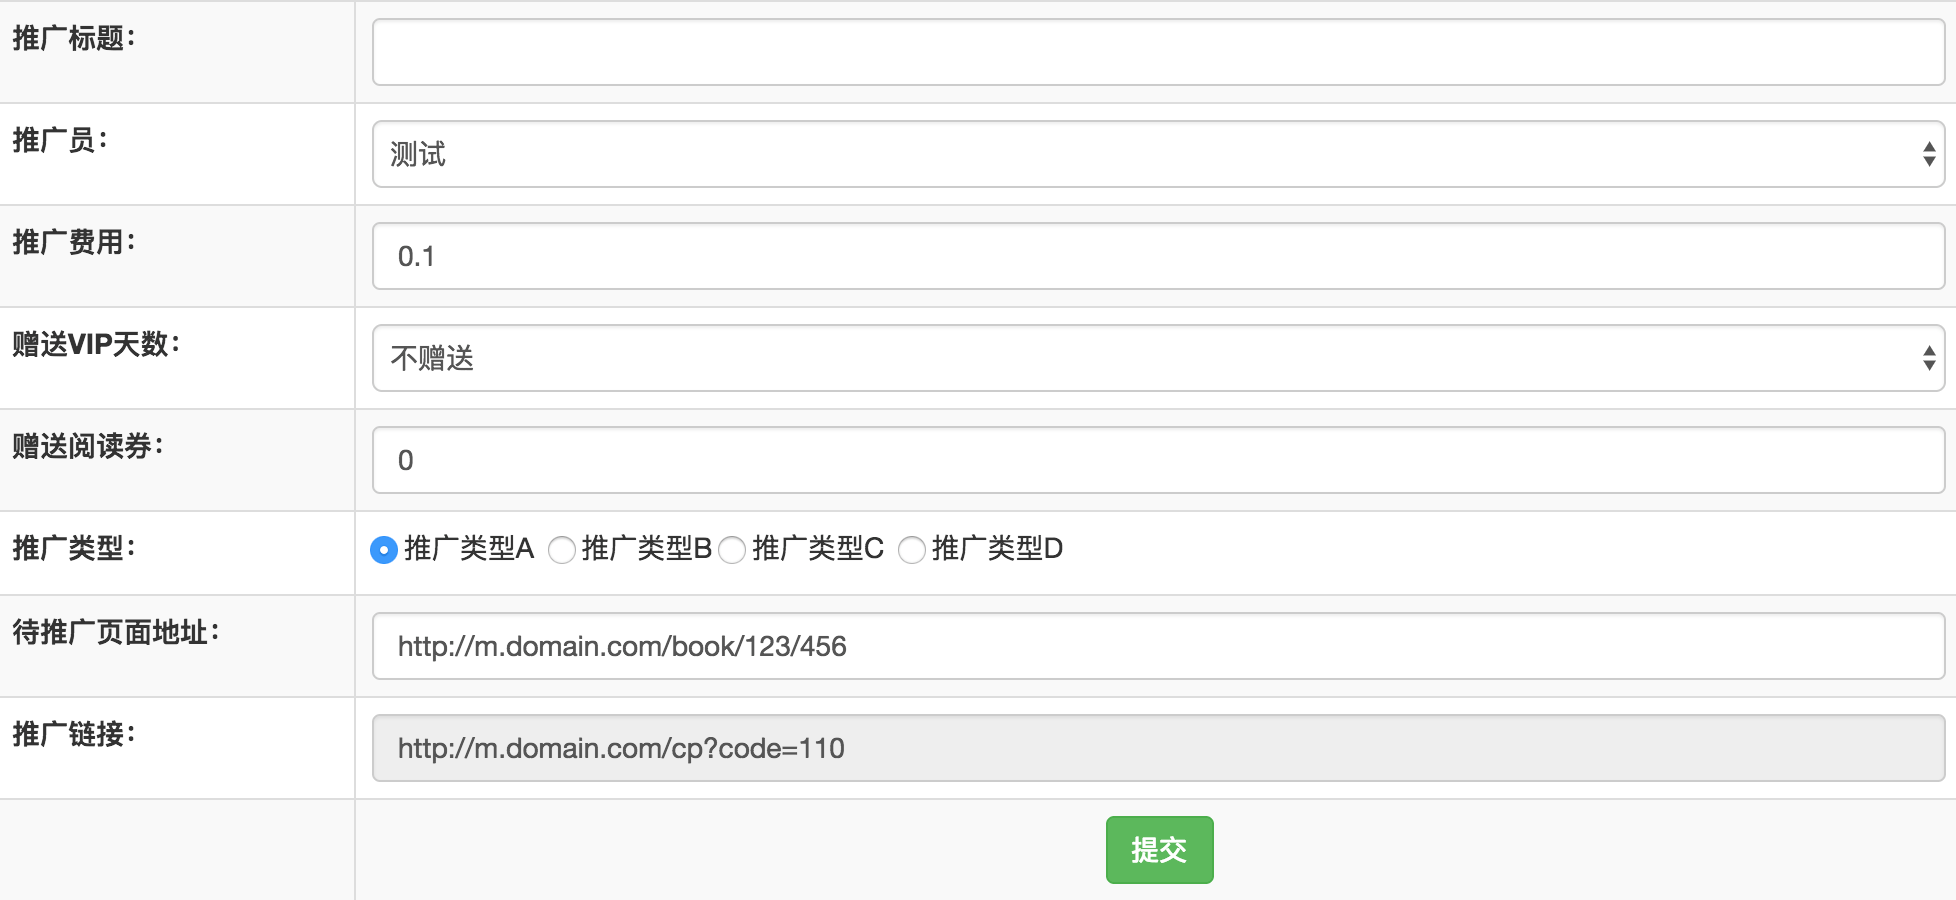 推广标题：
推广员：
测试
推广费用：
0.1
赠送VIP天数：
不赠送
赠送阅读券：
0
推广类型：
推广类型A 推广类型B 推广类型C 推广类型D
待推广页面地址：
http://m.domain.com/book/123/456
推广链接：
http://m.domain.com/cp?code=110
提交